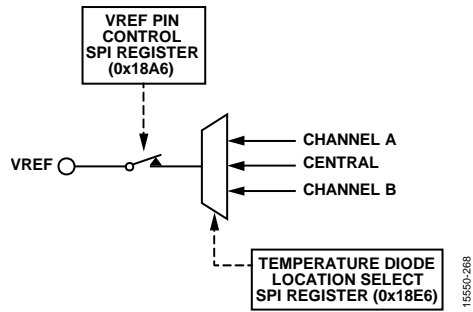 VREF PIN
CONTROL
SPI REGISTER
(0x18A6)
VREF
CHANNEL A
CENTRAL
CHANNEL B
TEMPERATURE DIODE
LOCATION SELECT
SPI REGISTER (0x18E6)
15550-268